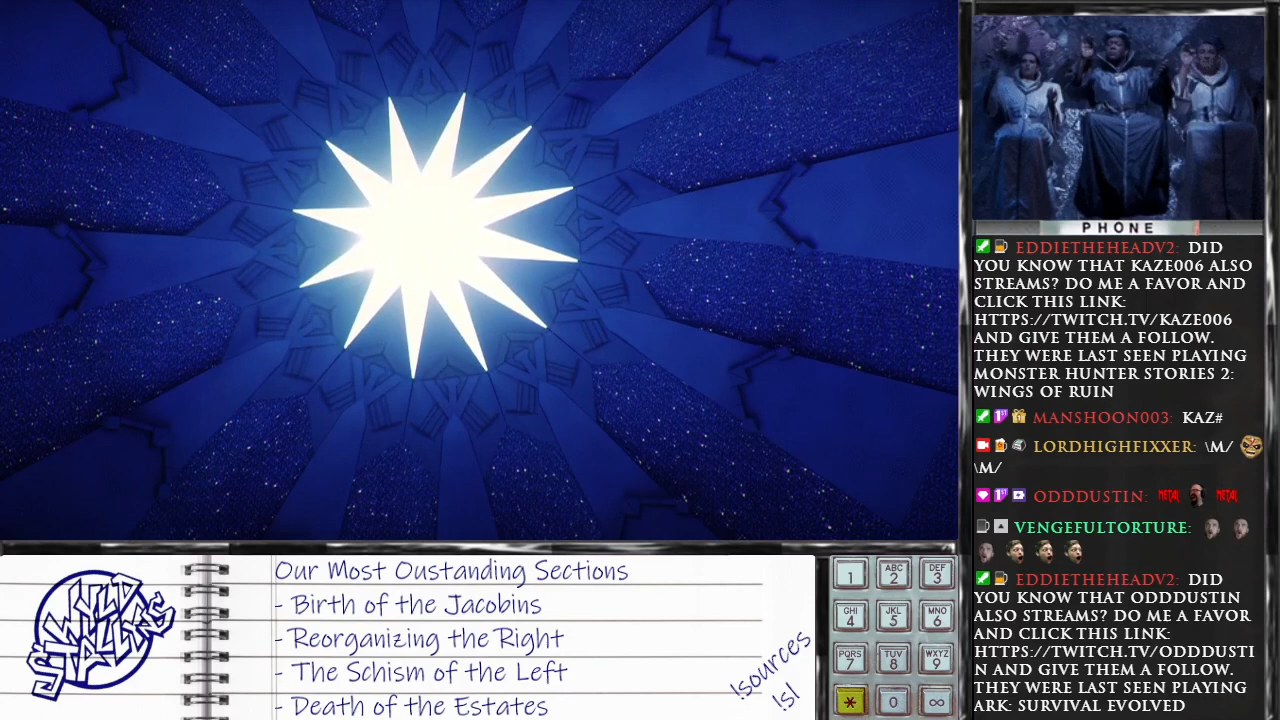 PHONE
EDDIETHEHEADV2: DID
YOU KNOW THAT KAZE006 ALSO
STREAMS? DO ME A FAVOR AND
CLICK THIS LINK:
HTTPS://TWITCH.TV/KAZE006
AND GIVE THEM A FOLLOW.
THEY WERE LAST SEEN PLAYING
MONSTER HUNTER STORIES 2:
WINGS OF RUIN
MANSHOON003: KAZ#
LORDHIGHFIXXER: \M/
\M/
ODDDUSTIN: METAL METAL
VENGEFULTORTURE:
EDDIETHEHEADV2: DID
YOU KNOW THAT ODDDUSTIN
ALSO STREAMS? DO ME A FAVOR
AND CLICK THIS LINK:
HTTPS://TWITCH.TV/ODDDUSTI
N AND GIVE THEM A FOLLOW.
THEY WERE LAST SEEN PLAYING
ARK: SURVIVAL EVOLVED
WYLD
STALLYNS
Our Most Oustanding Sections
- Birth of the Jacobins
- Reorganizing the Right
- The Schism of the Left
- Death of the Estates
!sources
!sl
1
ABC 2
DEF 3
GHI 4
JKL 5
MNO 6
PQRS 7
TUV 8
WXYZ 9
* 0 ∞